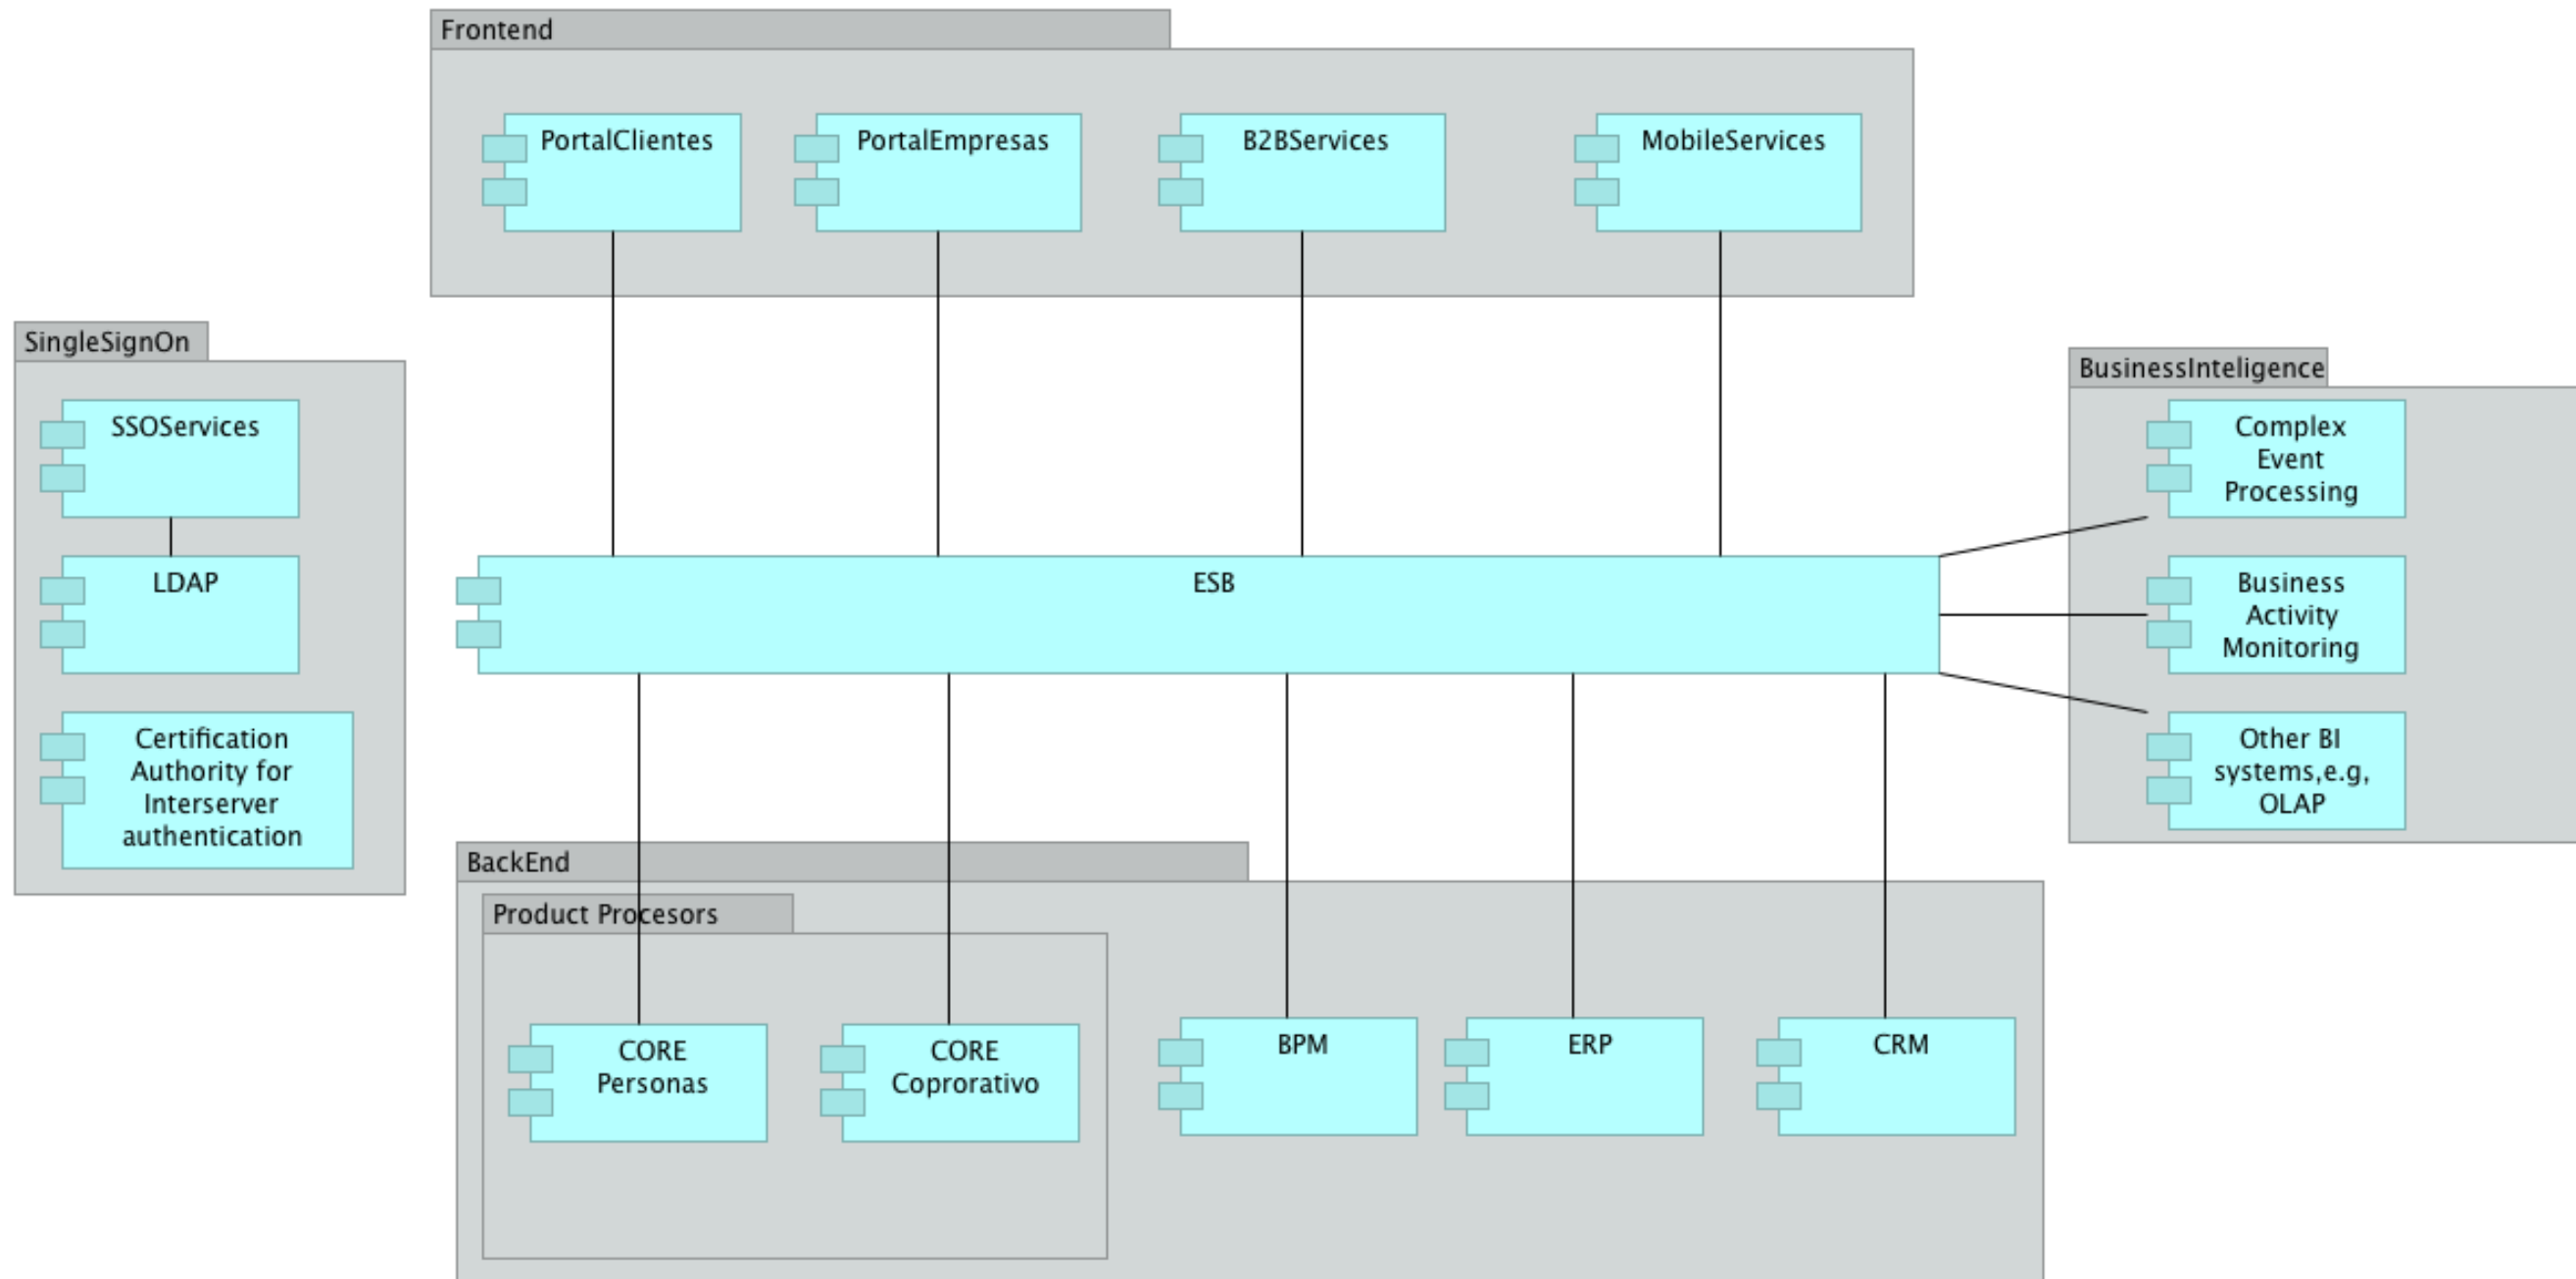 Frontend
PortalClientes
PortalEmpresas
B2BServices
MobileServices
SingleSignOn
SSOServices
LDAP
Certification
Authority for
Interserver
authentication
ESB
BusinessInteligence
Complex
Event
Processing
Business
Activity
Monitoring
Other BI
systems,e.g,
OLAP
BackEnd
Product Procesors
CORE
Personas
CORE
Coprorativo
BPM
ERP
CRM